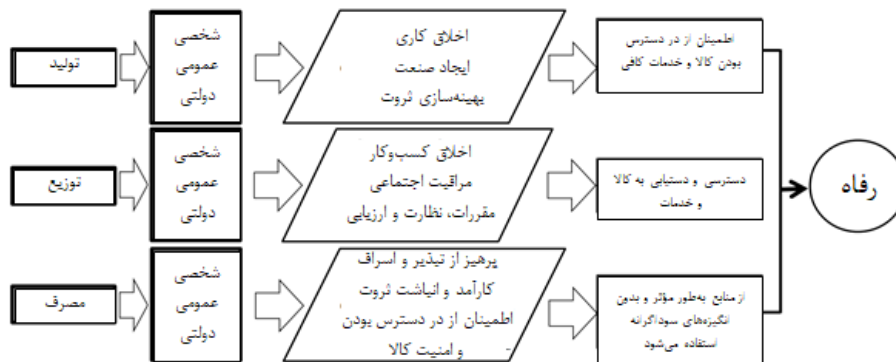 تولید
شخصی
عمومی
دولتی
اخلاق کاری
ایجاد صنعت
بهینه‌سازی ثروت
اطمینان از در دسترس
بودن کالا و خدمات کافی
توزیع
شخصی
عمومی
دولتی
اخلاق کسب‌وکار
مراقبت اجتماعی
مقررات، نظارت و ارزیابی
دسترسی و دستیابی به کالا
و خدمات
رفاه
مصرف
شخصی
عمومی
دولتی
پرهیز از تبذیر و اسراف
کارآمد و انباشت ثروت
اطمینان از در دسترس بودن
و امنیت کالا
از منابع به‌طور مؤثر و بدون
انگیزه‌های سوداگرانه
استفاده می‌شود